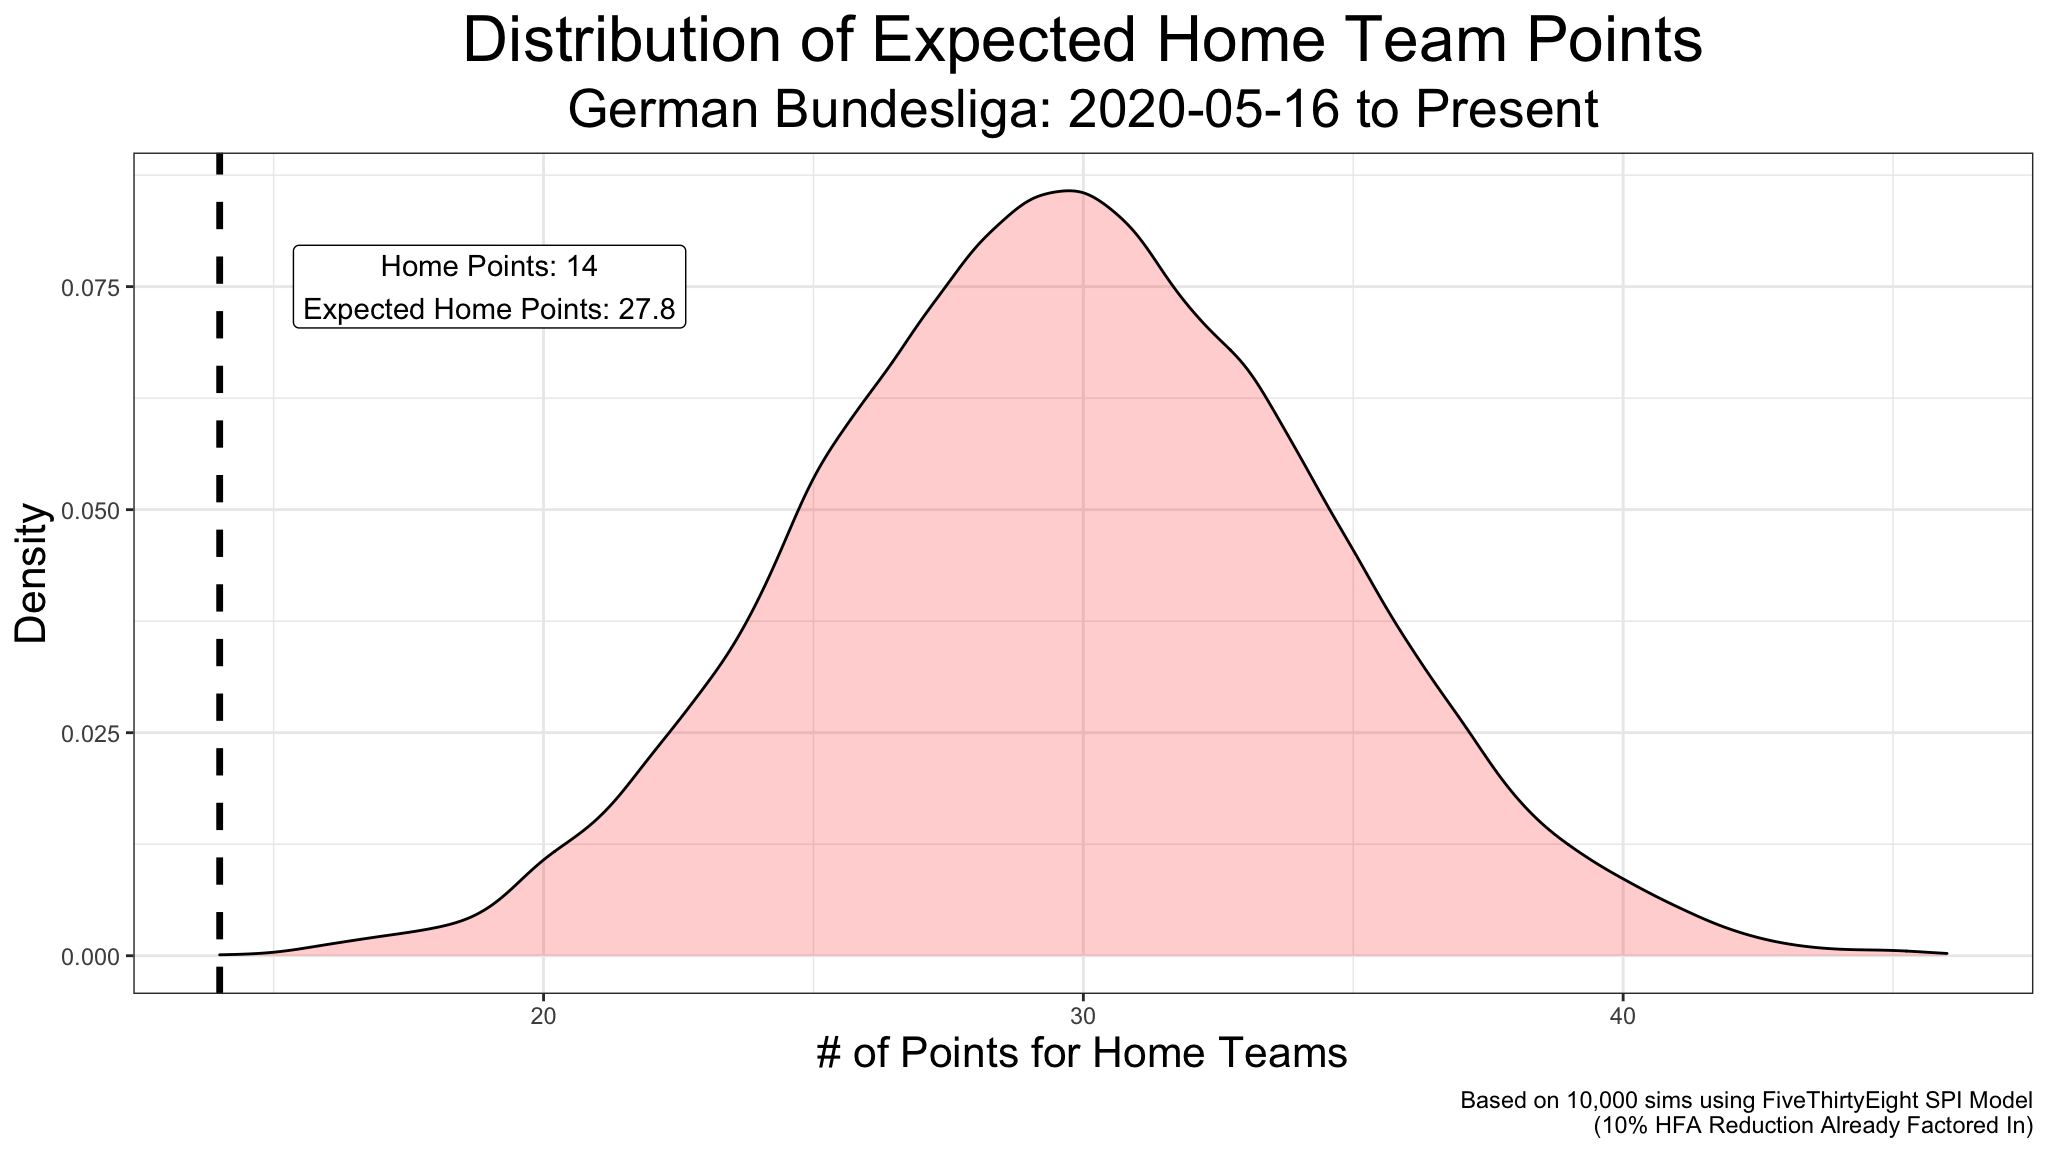 Distribution of Expected Home Team Points
German Bundesliga: 2020-05-16 to Present
Home Points: 14
Expected Home Points: 27.8
Density
0.075
0.050
0.025
0.000
20
30
40
# of Points for Home Teams
Based on 10,000 sims using FiveThirtyEight SPI Model
(10% HFA Reduction Already Factored In)